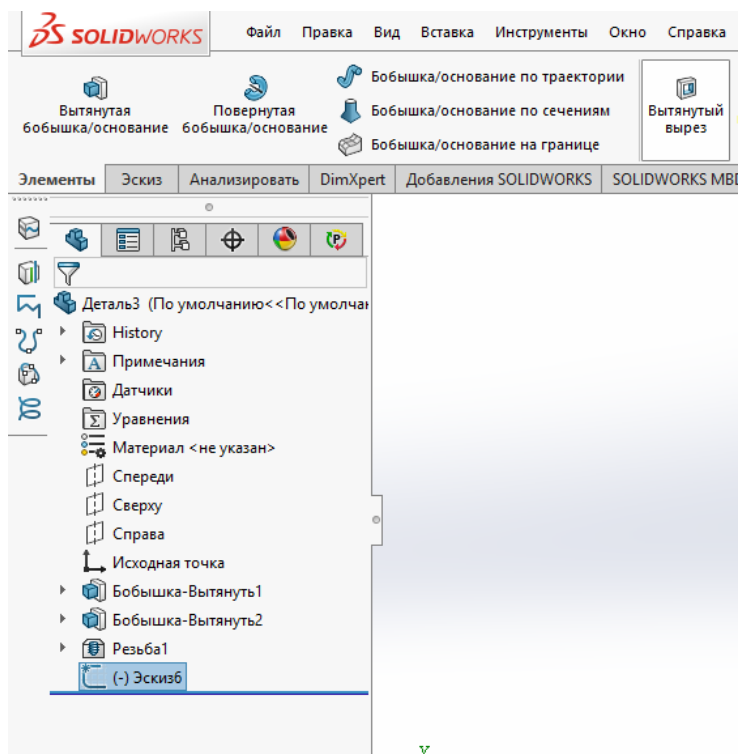 SOLIDWORKS Файл Правка Вид Вставка Инструменты Окно Справка
Вытянутая бобышка/основание
Повернутая бобышка/основание
Бобышка/основание по траектории
Бобышка/основание по сечениям
Бобышка/основание на границе
Вытянутый вырез
Элементы Эскиз Анализировать DimXpert Добавления SOLIDWORKS SOLIDWORKS MBD
Деталь3 (По умолчанию<<По умолчан
History
Примечания
Датчики
Уравнения
Материал <не указан>
Спереди
Сверху
Справа
Исходная точка
Бобышка-Вытянуть1
Бобышка-Вытянуть2
Резьба1
(-) Эскиз6
Y